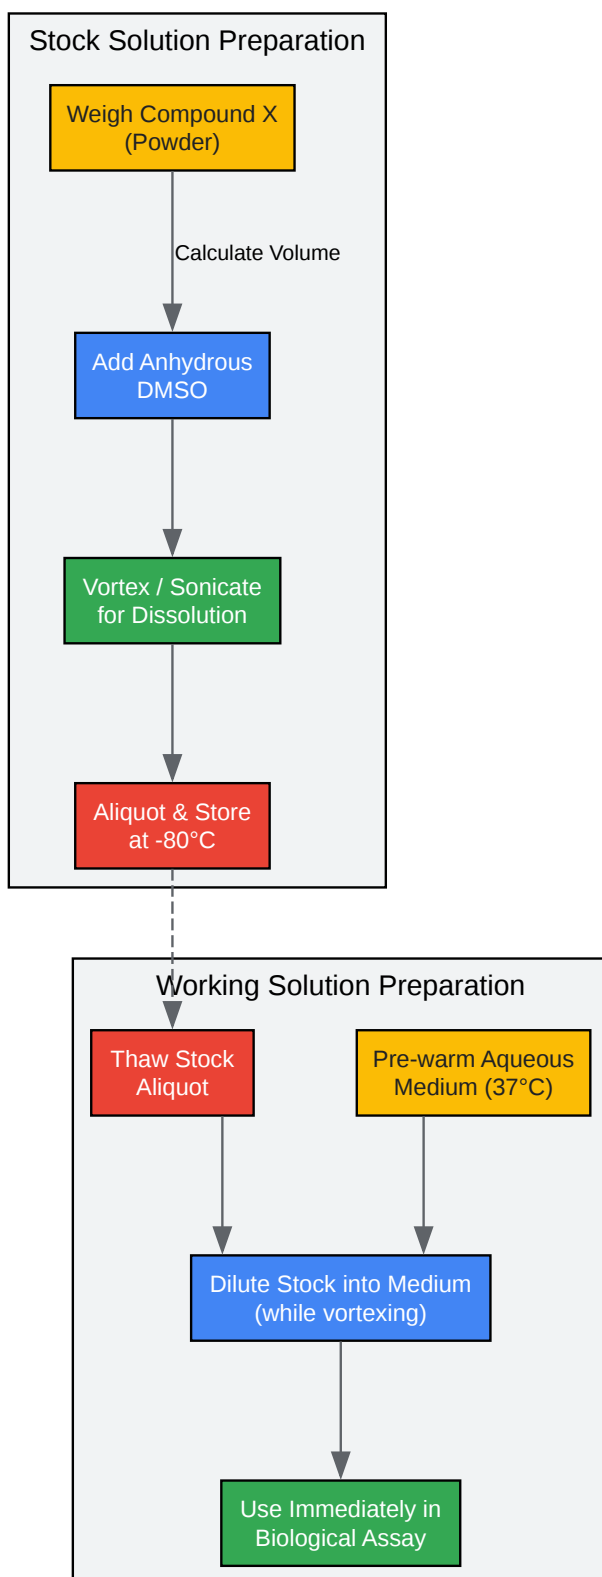 Stock Solution Preparation
Weigh Compound X
(Powder)
Calculate Volume
Add Anhydrous
DMSO
Vortex / Sonicate
for Dissolution
Aliquot & Store
at -80°C
Working Solution Preparation
Thaw Stock
Aliquot
Pre-warm Aqueous
Medium (37°C)
Dilute Stock into Medium
(while vortexing)
Use Immediately in
Biological Assay